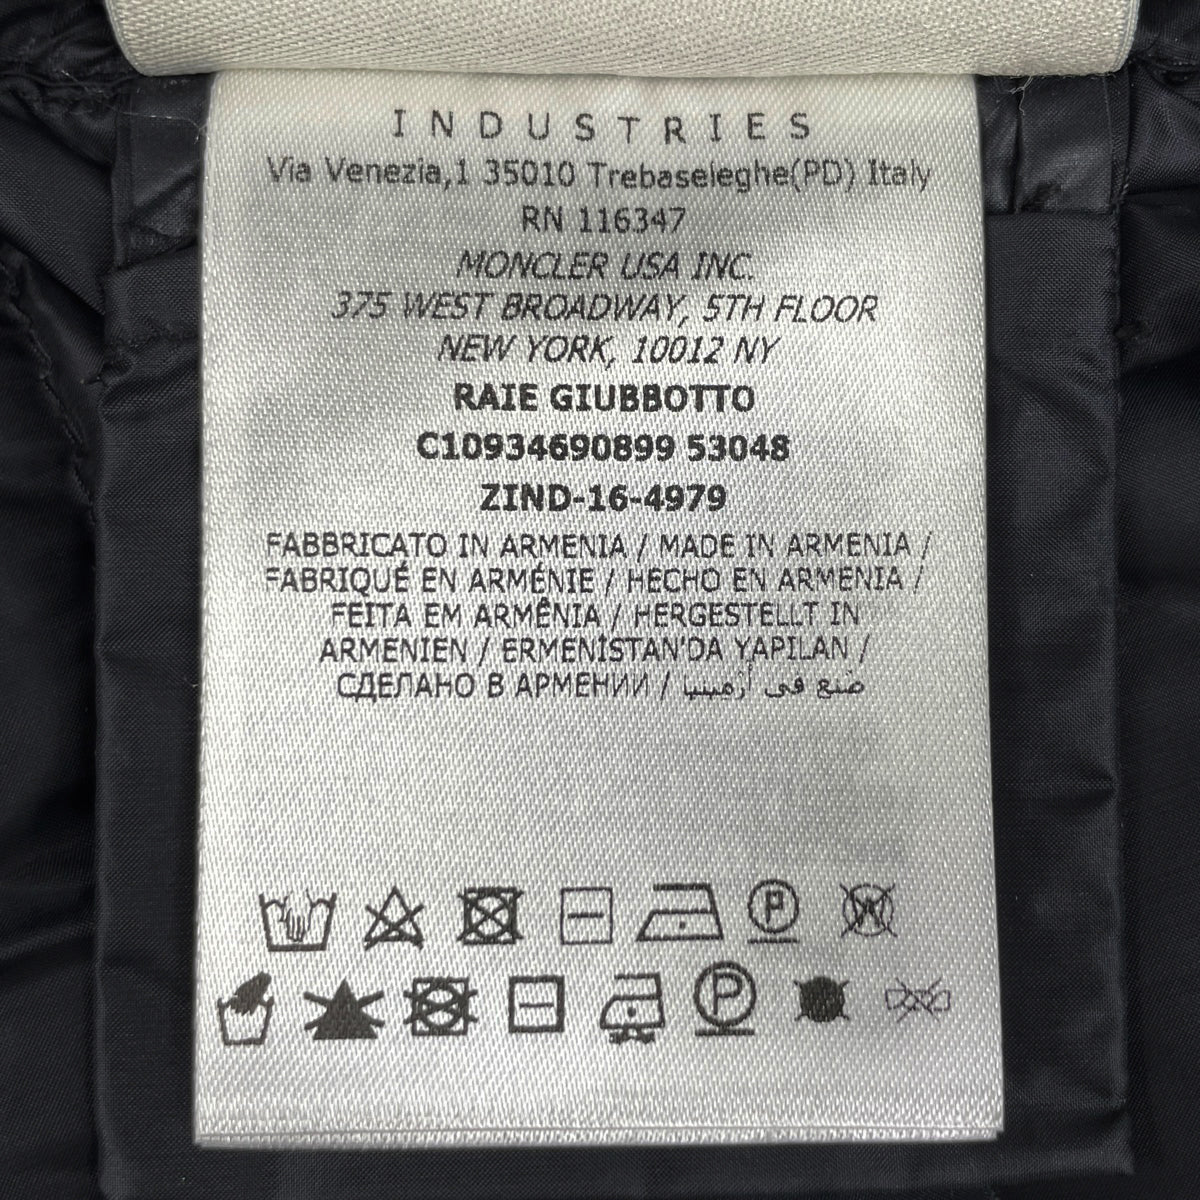 INDUSTRIES
Via Venezia,1 35010 Trebaseleghe(PD) Italy
RN 116347
MONCLER USA INC.
375 WEST BROADWAY, 5TH FLOOR
NEW YORK, 10012 NY
RAIE GIUBBOTTO
C10934690899 53048
ZIND-16-4979
FABBRICATO IN ARMENIA / MADE IN ARMENIA /
FABRIQUÉ EN ARMÉNIE / HECHO EN ARMENIA /
FEITA EM ARMÊNIA / HERGESTELLT IN
ARMENIEN / ERMENİSTAN'DA YAPILAN /
СДЕЛАНО В АРМЕНИИ / صنع في أرمينيا
P W
P